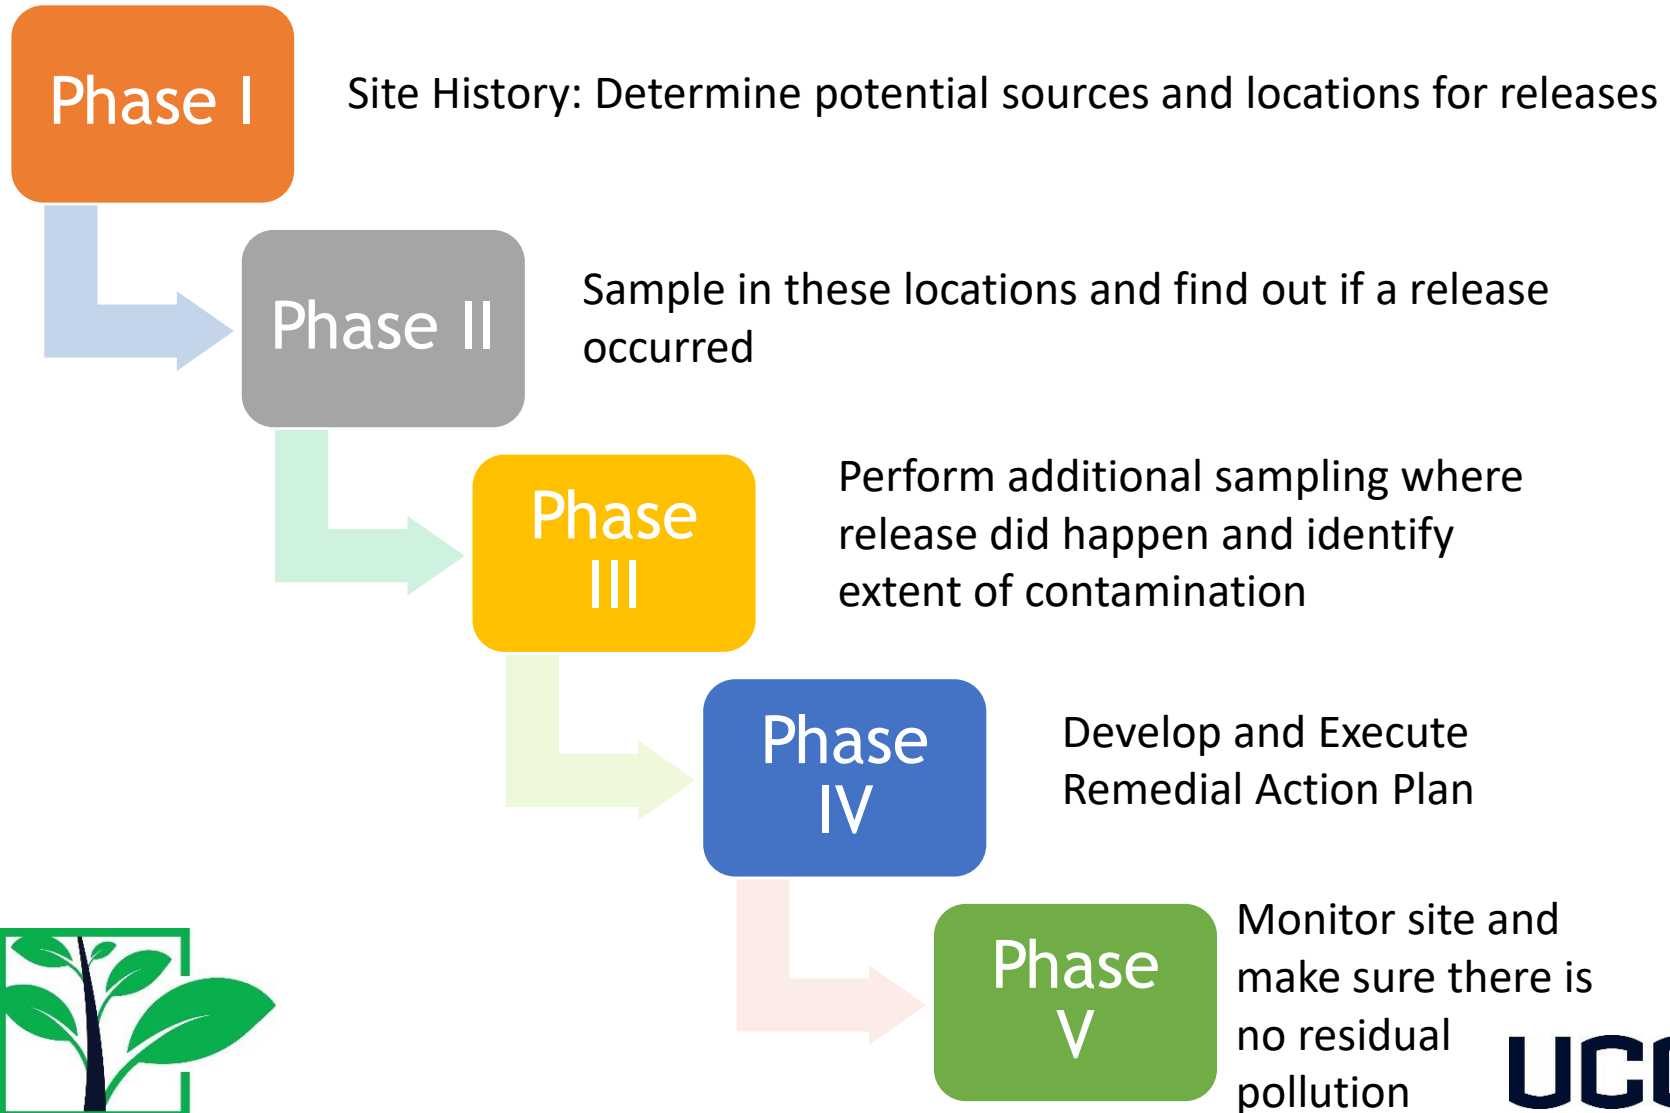 Phase I
Site History: Determine potential sources and locations for releases
Phase II
Sample in these locations and find out if a release
occurred
Phase
III
Perform additional sampling where
release did happen and identify
extent of contamination
Phase
IV
Develop and Execute
Remedial Action Plan
Phase
V
Monitor site and
make sure there is
no residual
pollution